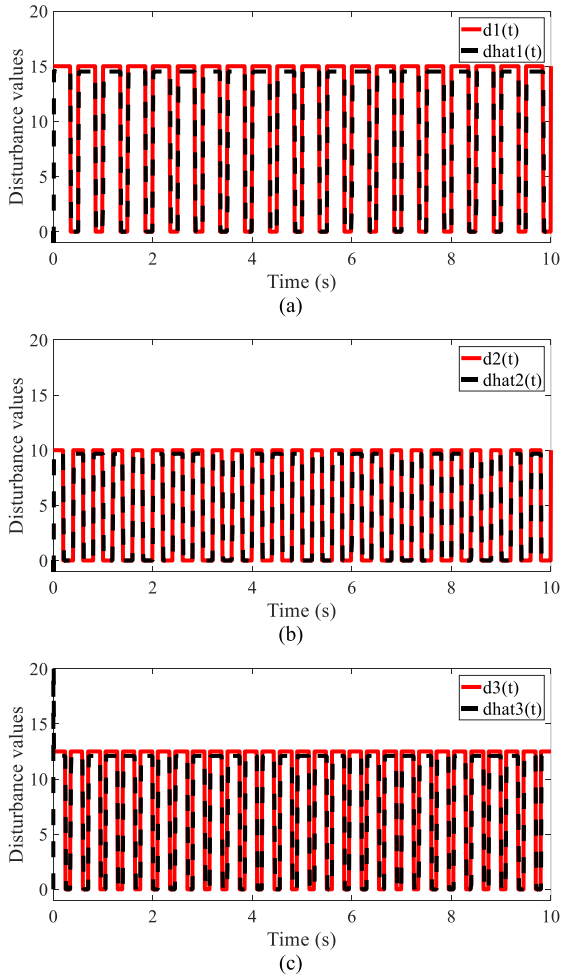 20
d1(t)
dhat1(t)
15
10
5
0
Disturbance values
0 2 4 6 8 10
Time (s)
(a)
20
d2(t)
dhat2(t)
15
10
5
0
Disturbance values
0 2 4 6 8 10
Time (s)
(b)
20
d3(t)
dhat3(t)
15
10
5
0
Disturbance values
0 2 4 6 8 10
Time (s)
(c)